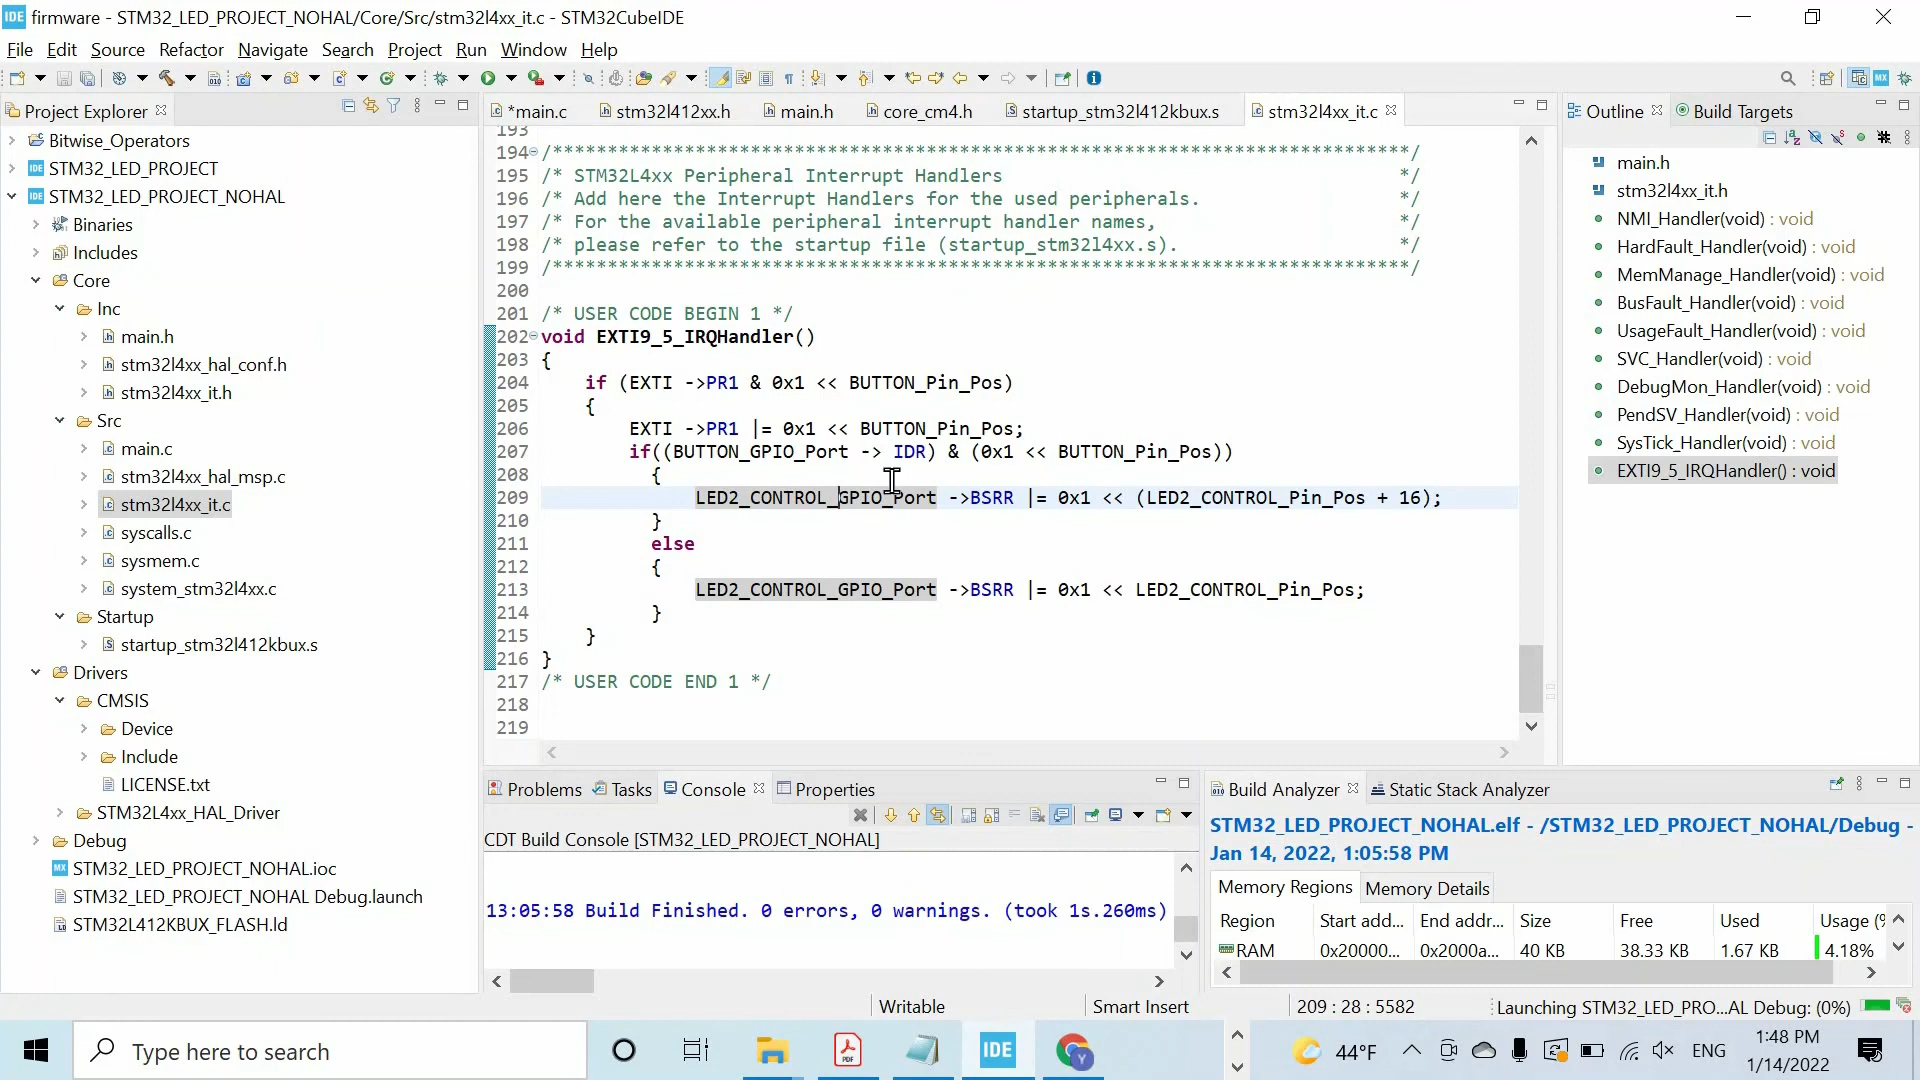 IDE firmware - STM32_LED_PROJECT_NOHAL/Core/Src/stm32l4xx_it.c - STM32CubeIDE
File Edit Source Refactor Navigate Search Project Run Window Help
Project Explorer
Bitwise_Operators
IDE STM32_LED_PROJECT
IDE STM32_LED_PROJECT_NOHAL
Binaries
Includes
Core
Inc
main.h
stm32l4xx_hal_conf.h
stm32l4xx_it.h
Src
main.c
stm32l4xx_hal_msp.c
stm32l4xx_it.c
syscalls.c
sysmem.c
system_stm32l4xx.c
Startup
startup_stm32l412kbux.s
Drivers
CMSIS
Device
Include
LICENSE.txt
STM32L4xx_HAL_Driver
Debug
MX STM32_LED_PROJECT_NOHAL.ioc
STM32_LED_PROJECT_NOHAL Debug.launch
STM32L412KBUX_FLASH.ld
*main.c stm32l412xx.h main.h core_cm4.h startup_stm32l412kbux.s stm32l4xx_it.c
193
194 /******************************************************************************/
195 /* STM32L4xx Peripheral Interrupt Handlers */
196 /* Add here the Interrupt Handlers for the used peripherals. */
197 /* For the available peripheral interrupt handler names, */
198 /* please refer to the startup file (startup_stm32l4xx.s). */
199 /******************************************************************************/
200
201 /* USER CODE BEGIN 1 */
202 void EXTI9_5_IRQHandler()
203 {
204 if (EXTI ->PR1 & 0x1 << BUTTON_Pin_Pos)
205 {
206 EXTI ->PR1 |= 0x1 << BUTTON_Pin_Pos;
207 if((BUTTON_GPIO_Port -> IDR) & (0x1 << BUTTON_Pin_Pos))
208 {
209 LED2_CONTROL_GPIO_Port ->BSRR |= 0x1 << (LED2_CONTROL_Pin_Pos + 16);
210 }
211 else
212 {
213 LED2_CONTROL_GPIO_Port ->BSRR |= 0x1 << LED2_CONTROL_Pin_Pos;
214 }
215 }
216 }
217 /* USER CODE END 1 */
218
219
Outline Build Targets
main.h
stm32l4xx_it.h
NMI_Handler(void) : void
HardFault_Handler(void) : void
MemManage_Handler(void) : void
BusFault_Handler(void) : void
UsageFault_Handler(void) : void
SVC_Handler(void) : void
DebugMon_Handler(void) : void
PendSV_Handler(void) : void
SysTick_Handler(void) : void
EXTI9_5_IRQHandler() : void
Problems Tasks Console Properties
CDT Build Console [STM32_LED_PROJECT_NOHAL]
13:05:58 Build Finished. 0 errors, 0 warnings. (took 1s.260ms)
Build Analyzer Static Stack Analyzer
STM32_LED_PROJECT_NOHAL.elf - /STM32_LED_PROJECT_NOHAL/Debug -
Jan 14, 2022, 1:05:58 PM
Memory Regions Memory Details
Region Start add... End addr... Size Free Used Usage (%
RAM 0x20000... 0x2000a... 40 KB 38.33 KB 1.67 KB 4.18%
Writable Smart Insert 209 : 28 : 5582 Launching STM32_LED_PRO...AL Debug: (0%)
Type here to search
PDF
IDE
Y
44°F
ENG
1:48 PM
1/14/2022